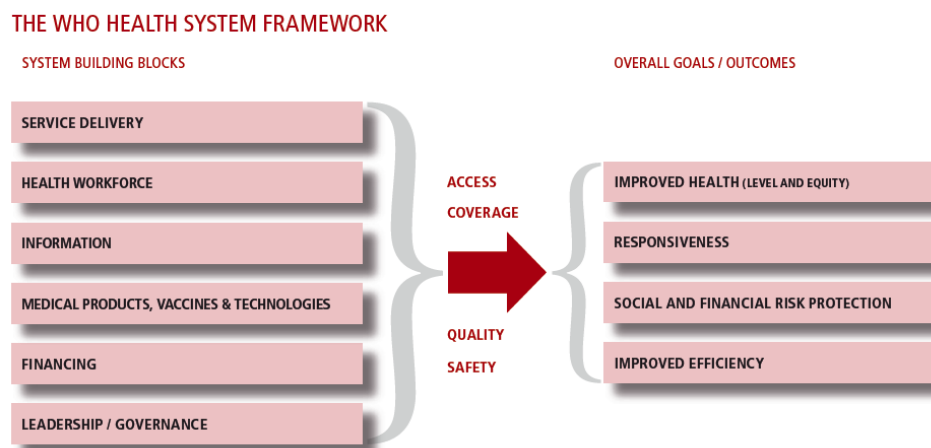 THE WHO HEALTH SYSTEM FRAMEWORK
SYSTEM BUILDING BLOCKS
OVERALL GOALS / OUTCOMES
SERVICE DELIVERY
HEALTH WORKFORCE
INFORMATION
MEDICAL PRODUCTS, VACCINES & TECHNOLOGIES
FINANCING
LEADERSHIP / GOVERNANCE
ACCESS
COVERAGE
QUALITY
SAFETY
IMPROVED HEALTH (LEVEL AND EQUITY)
RESPONSIVENESS
SOCIAL AND FINANCIAL RISK PROTECTION
IMPROVED EFFICIENCY